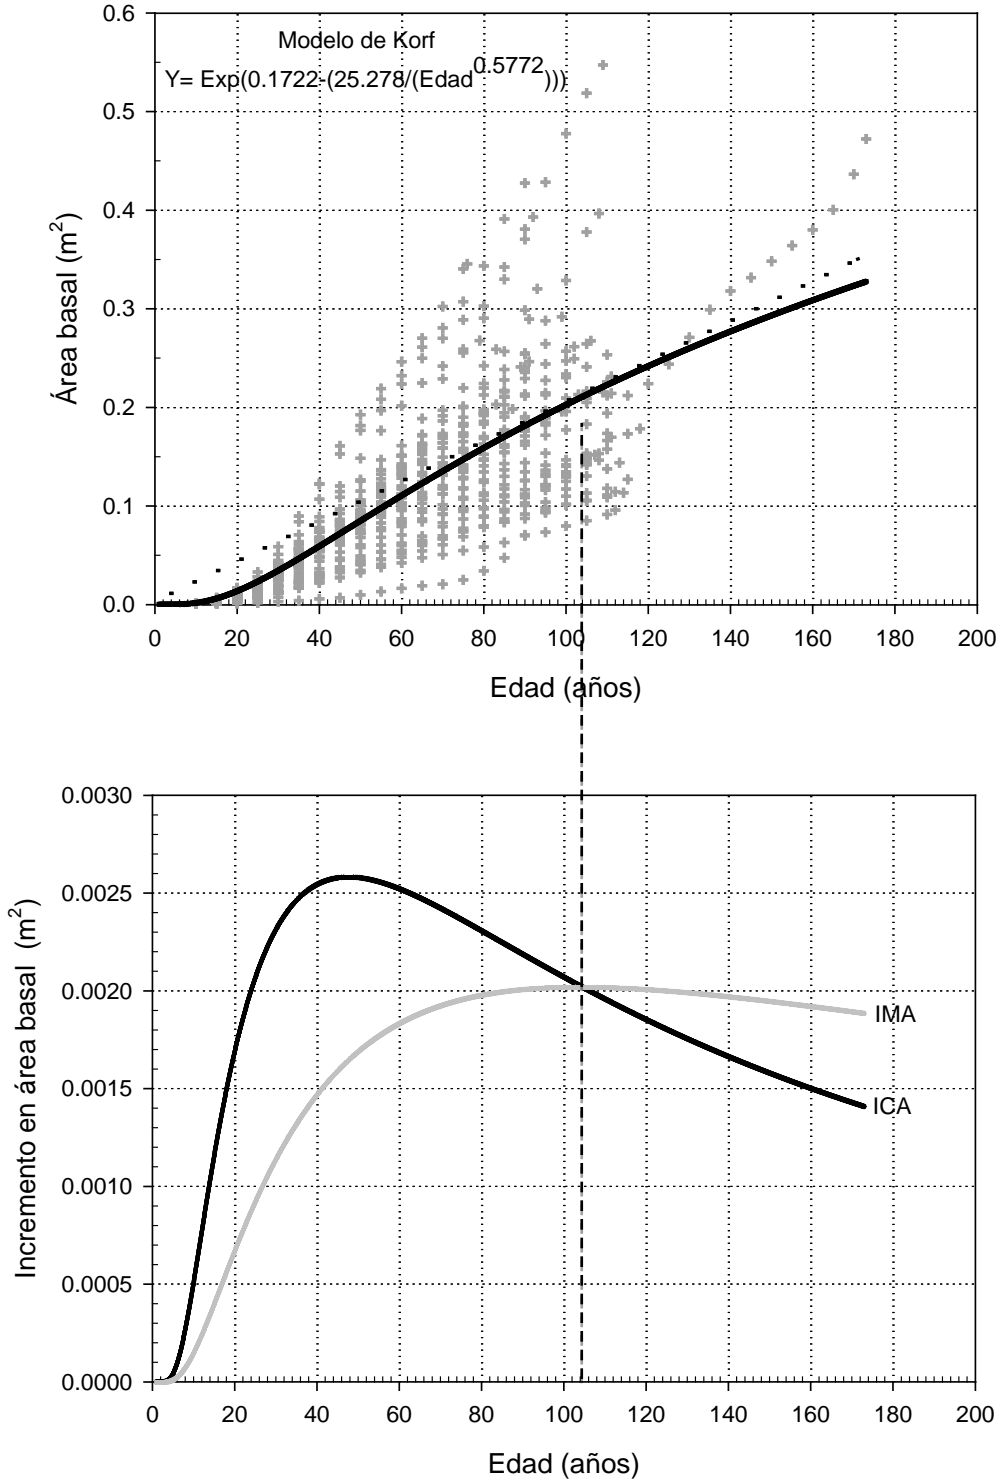 Modelo de Korf
Y= Exp(0.1722-(25.278/(Edad^0.5772)))
Área basal (m²)
0.6
0.5
0.4
0.3
0.2
0.1
0.0
0 20 40 60 80 100 120 140 160 180 200
Edad (años)
Incremento en área basal (m²)
0.0030
0.0025
0.0020
0.0015
0.0010
0.0005
0.0000
IMA
ICA
0 20 40 60 80 100 120 140 160 180 200
Edad (años)